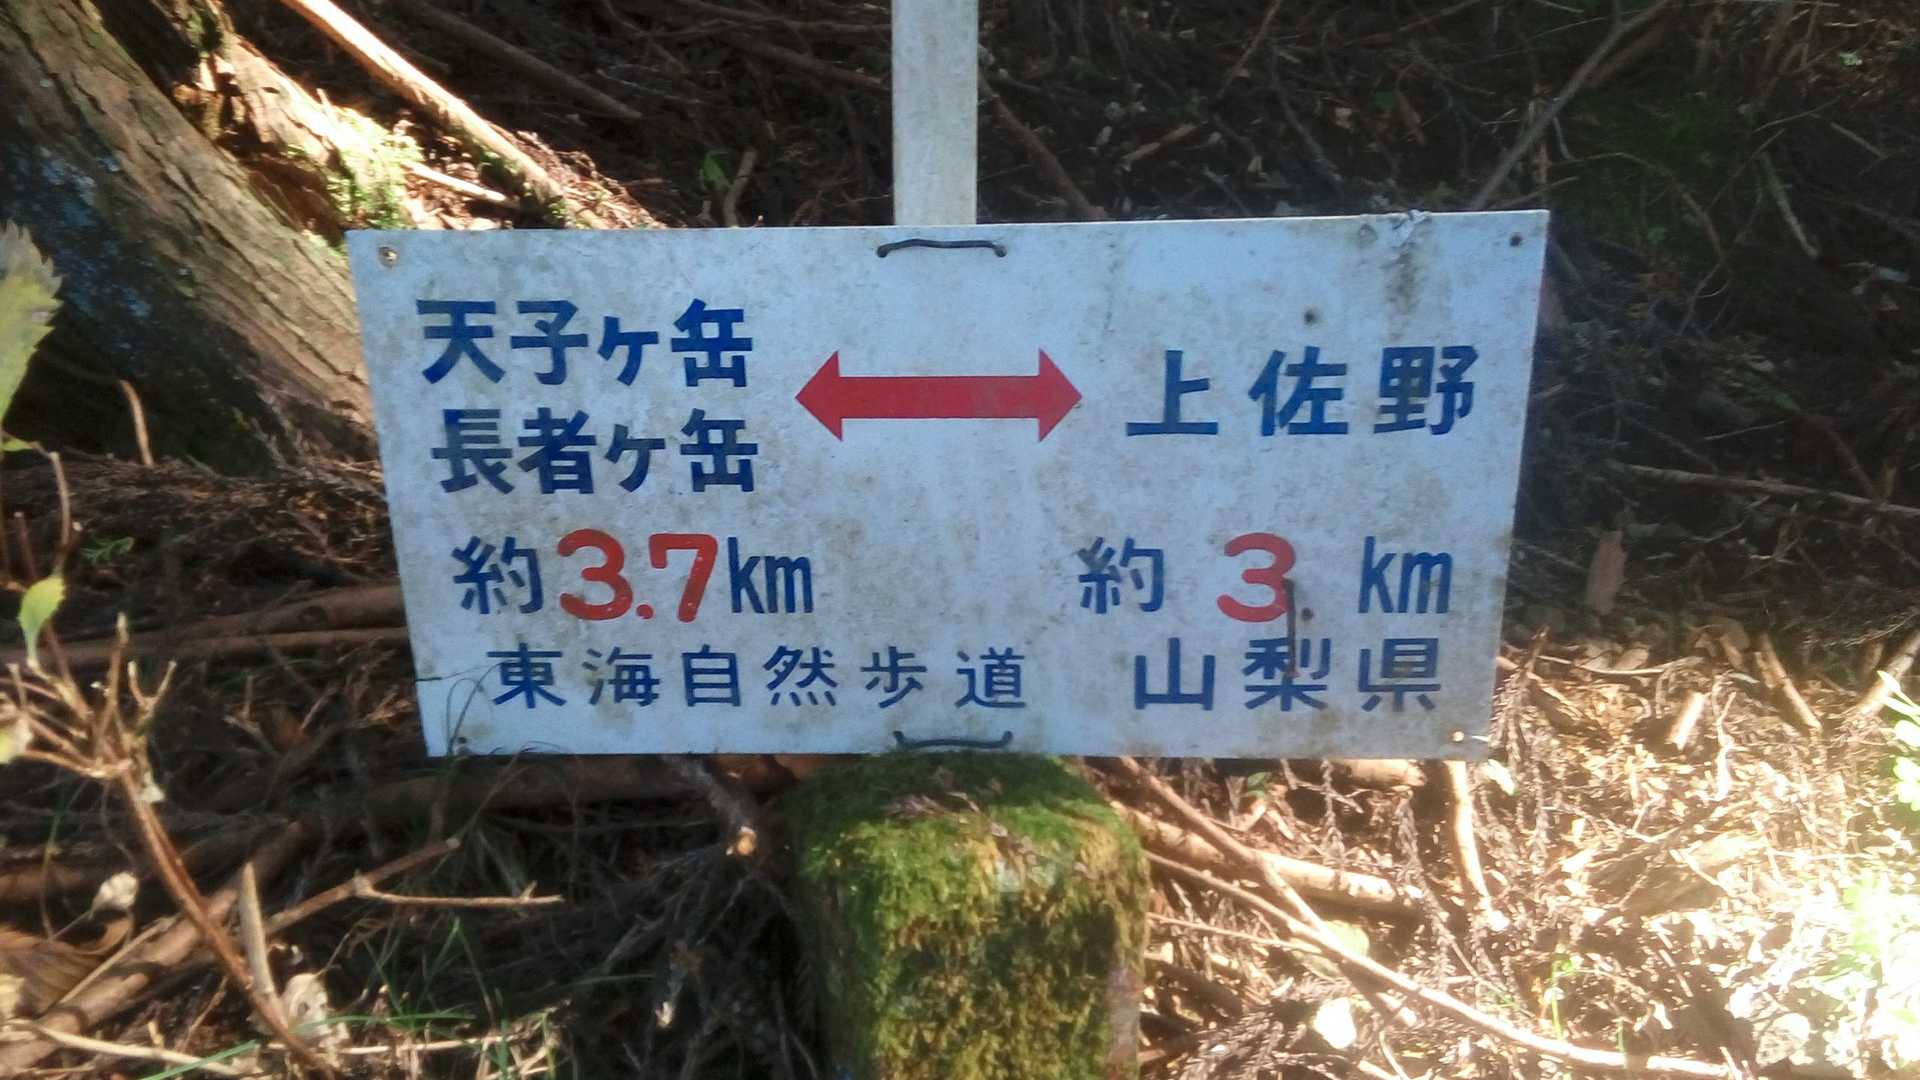 天子ヶ岳
長者ヶ岳
上佐野
約3.7km
約3.km
東海自然歩道 山梨県